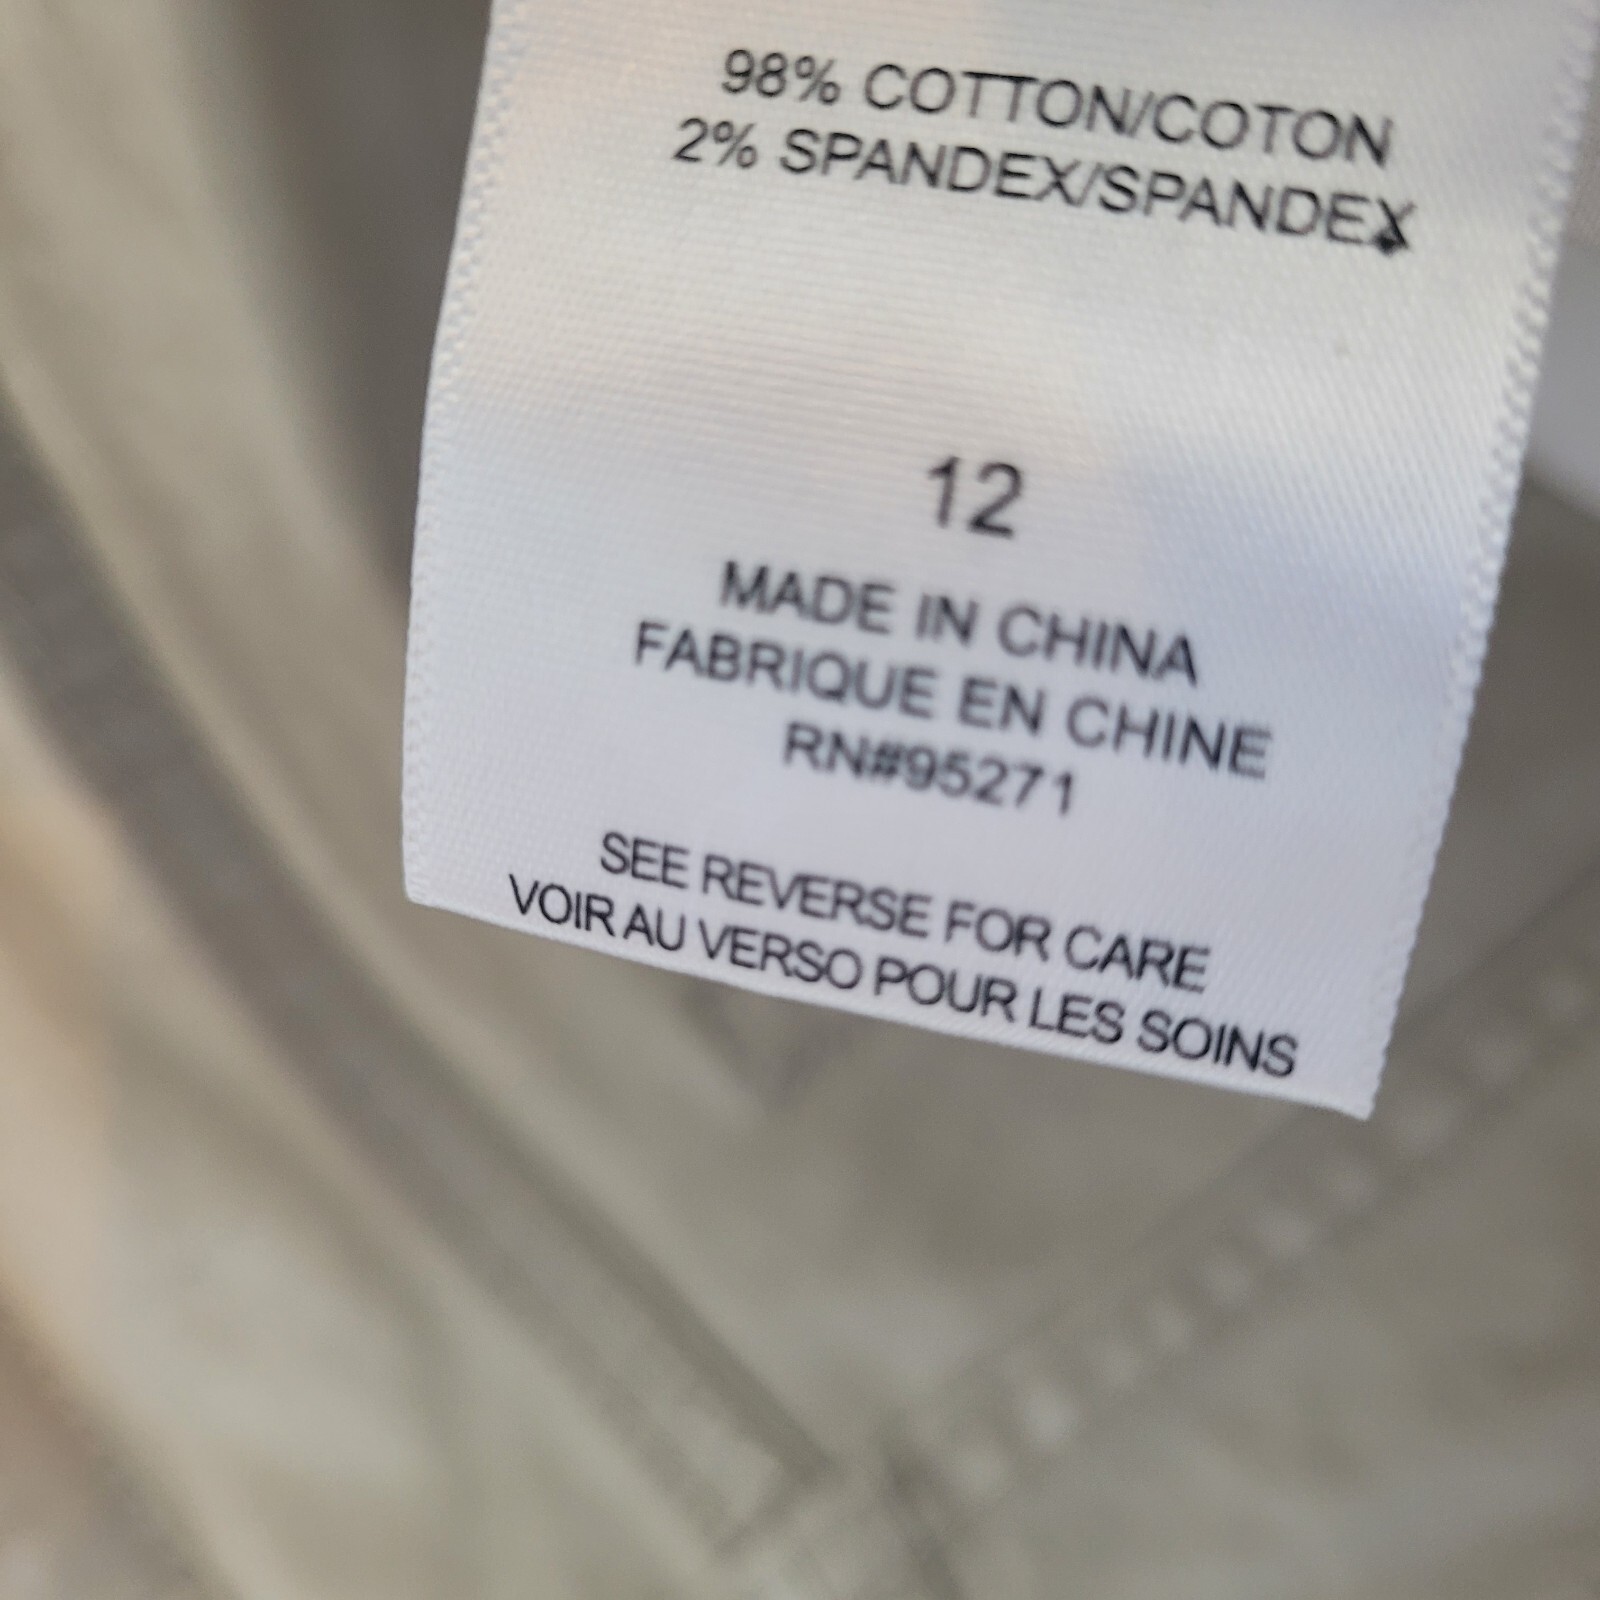 98% COTTON/COTON
2% SPANDEX/SPANDEX
12
MADE IN CHINA
FABRIQUE EN CHINE
RN#95271
SEE REVERSE FOR CARE
VOIR AU VERSO POUR LES SOINS